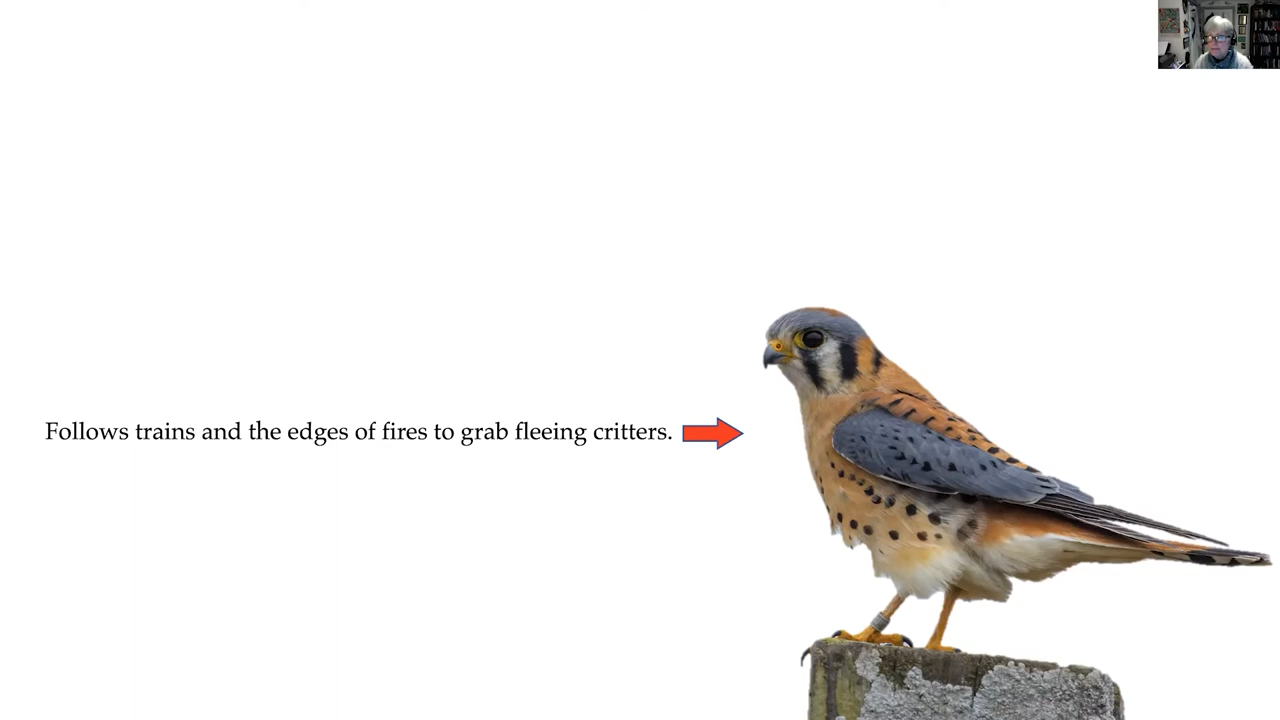 Follows trains and the edges of fires to grab fleeing critters.